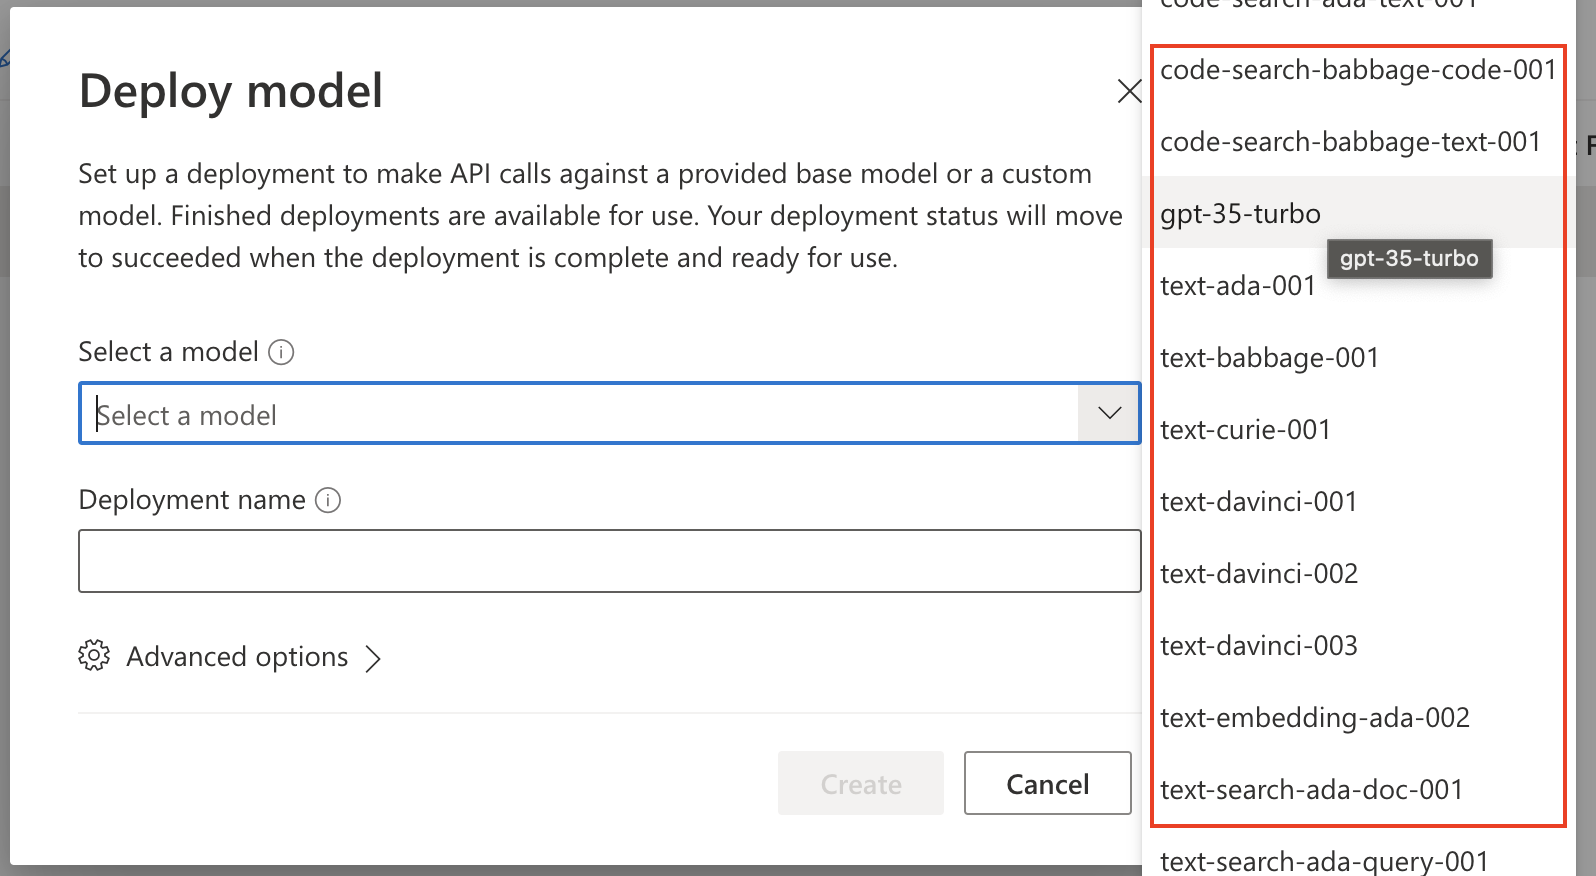 Deploy model
Set up a deployment to make API calls against a provided base model or a custom
model. Finished deployments are available for use. Your deployment status will move
to succeeded when the deployment is complete and ready for use.
Select a model
Select a model
Deployment name
Advanced options
Create
Cancel
code-search-ada-text-001
code-search-babbage-code-001
code-search-babbage-text-001
gpt-35-turbo
gpt-35-turbo
text-ada-001
text-babbage-001
text-curie-001
text-davinci-001
text-davinci-002
text-davinci-003
text-embedding-ada-002
text-search-ada-doc-001
text-search-ada-query-001